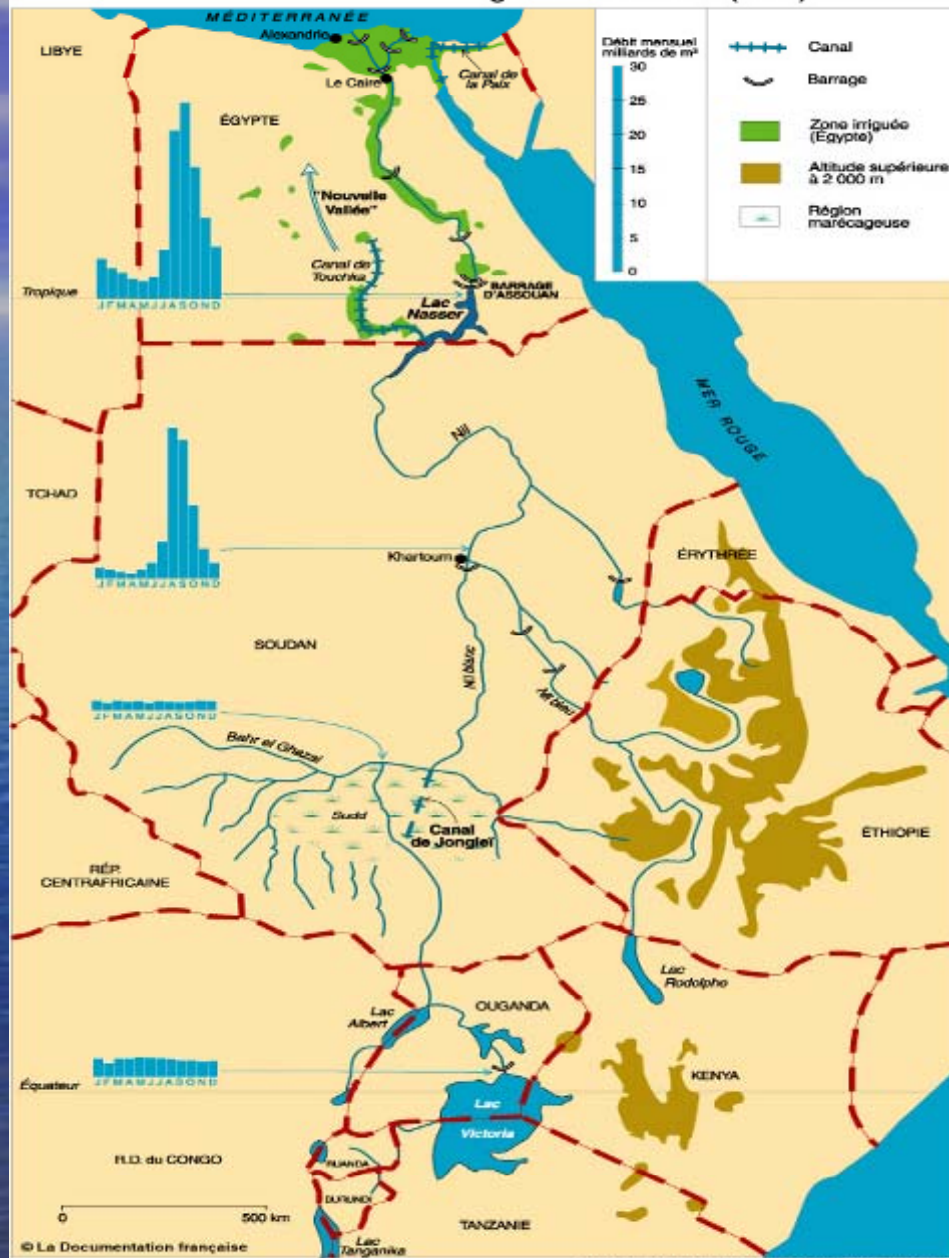 MÉDITERRANÉE
Alexandrie
LIBYE
Le Caire
Canal de
la Paix
ÉGYPTE
"Nouvelle
Vallée"
Canal de
Touchka
BARRAGE
D'ASSOUAN
Lac
Nasser
Tropique
JFMAMJJASOND
Débit mensuel
milliards de m³
30
25
20
15
10
5
0
Canal
Barrage
Zone irriguée
(Égypte)
Altitude supérieure
à 2 000 m
Région
marécageuse
MER ROUGE
Nil
TCHAD
JFMAMJJASOND
Khartoum
ÉRYTHRÉE
SOUDAN
Nil blanc
Nil bleu
JFMAMJJASOND
Bahr el Ghazal
Sudd
Canal
de Jongleï
ÉTHIOPIE
RÉP.
CENTRAFRICAINE
Lac
Rodolphe
OUGANDA
Lac
Albert
JFMAMJJASOND
KENYA
Équateur
Lac
Victoria
R.D. du CONGO
RUANDA
BURUNDI
0 500 km
TANZANIE
Lac
Tanganika
© La Documentation française